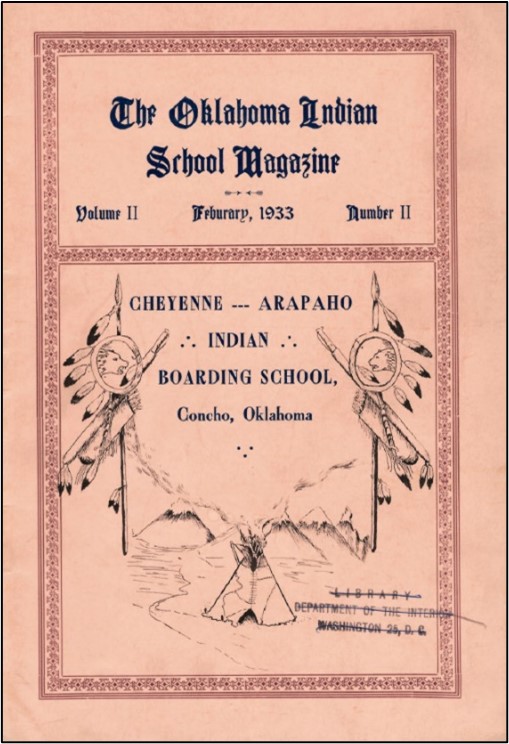 The Oklahoma Indian
School Magazine
Volume II Feburary, 1933 Number II
CHEYENNE --- ARAPAHO
∴ INDIAN ∴
BOARDING SCHOOL,
Concho, Oklahoma
∵
LIBRARY
DEPARTMENT OF THE INTERIOR
WASHINGTON 25, D. C.